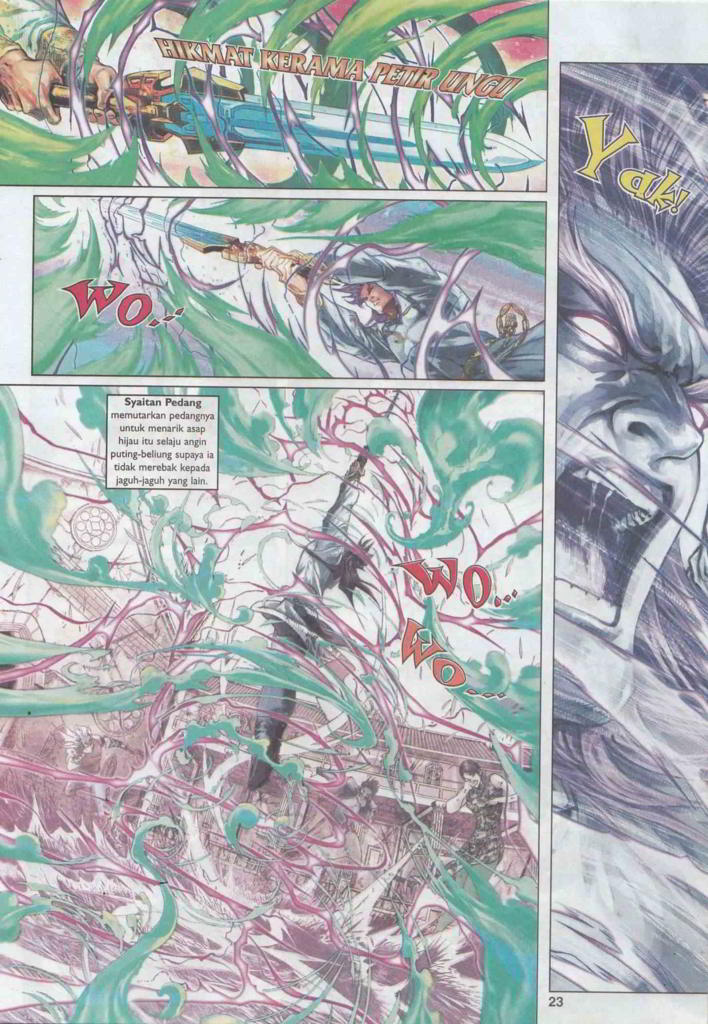 HIKMAT KERAMA PETIR UNGU
WO...
Syaitan Pedang
memutarkan pedangnya
untuk menarik asap
hijau itu selaju angin
puting-beliung supaya ia
tidak merebak kepada
jaguh-jaguh yang lain.
WO...
WO...
Yak!
23